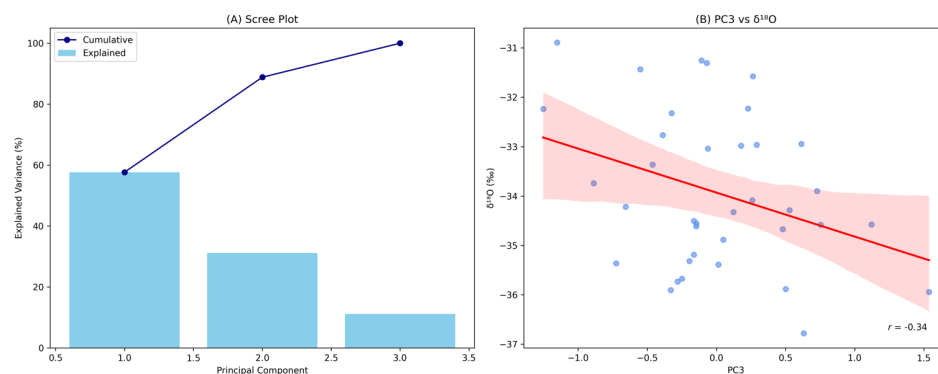 (A) Scree Plot
Cumulative
Explained
Explained Variance (%)
100
80
60
40
20
0
0.5 1.0 1.5 2.0 2.5 3.0 3.5
Principal Component
(B) PC3 vs δ¹⁸O
δ¹⁸O (‰)
−31
−32
−33
−34
−35
−36
−37
r = -0.34
−1.0 −0.5 0.0 0.5 1.0 1.5
PC3